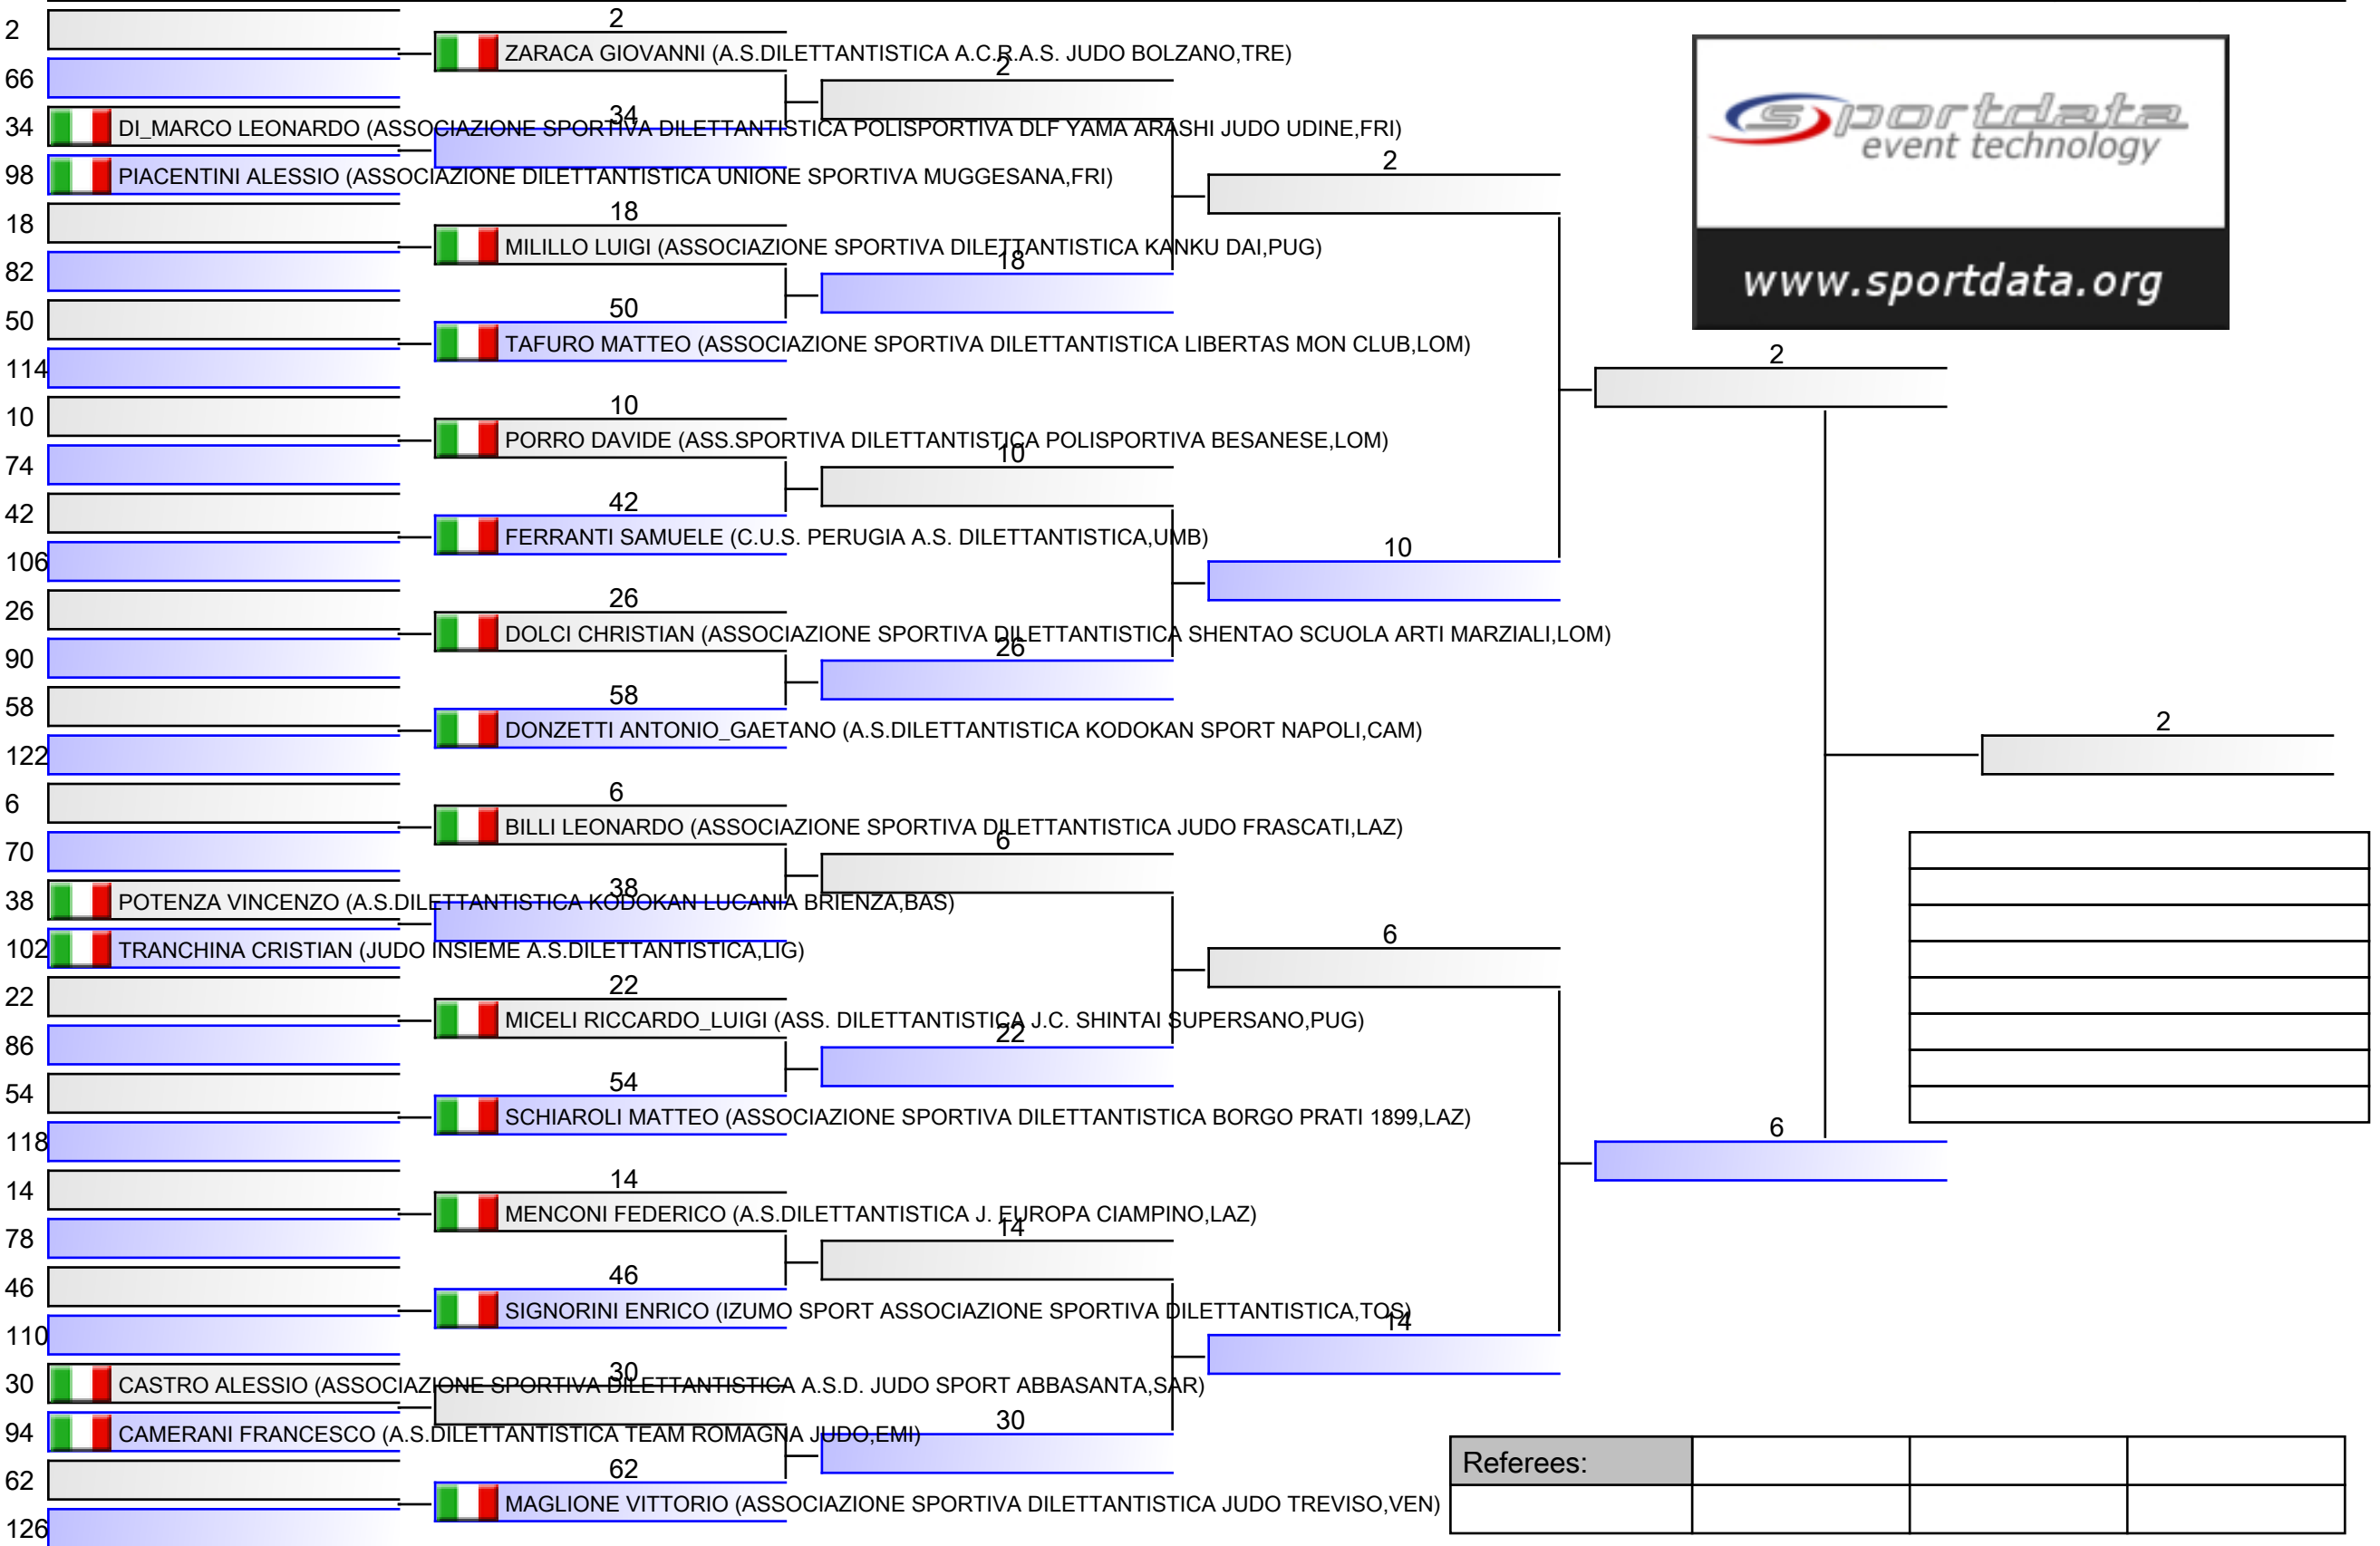 2
2
ZARACA GIOVANNI (A.S.DILETTANTISTICA A.C.R.A.S. JUDO BOLZANO,TRE)
66
2
34
34
DI_MARCO LEONARDO (ASSOCIAZIONE SPORTIVA DILETTANTISTICA POLISPORTIVA DLF YAMA ARASHI JUDO UDINE,FRI)
sportdata
event technology
www.sportdata.org
2
98
PIACENTINI ALESSIO (ASSOCIAZIONE DILETTANTISTICA UNIONE SPORTIVA MUGGESANA,FRI)
18
18
MILILLO LUIGI (ASSOCIAZIONE SPORTIVA DILETTANTISTICA KANKU DAI,PUG)
18
82
50
50
TAFURO MATTEO (ASSOCIAZIONE SPORTIVA DILETTANTISTICA LIBERTAS MON CLUB,LOM)
2
114
10
10
PORRO DAVIDE (ASS.SPORTIVA DILETTANTISTICA POLISPORTIVA BESANESE,LOM)
10
74
42
42
FERRANTI SAMUELE (C.U.S. PERUGIA A.S. DILETTANTISTICA,UMB)
10
106
26
26
DOLCI CHRISTIAN (ASSOCIAZIONE SPORTIVA DILETTANTISTICA SHENTAO SCUOLA ARTI MARZIALI,LOM)
26
90
58
58
DONZETTI ANTONIO_GAETANO (A.S.DILETTANTISTICA KODOKAN SPORT NAPOLI,CAM)
2
122
6
6
BILLI LEONARDO (ASSOCIAZIONE SPORTIVA DILETTANTISTICA JUDO FRASCATI,LAZ)
6
70
38
38
POTENZA VINCENZO (A.S.DILETTANTISTICA KODOKAN LUCANIA BRIENZA,BAS)
6
102
TRANCHINA CRISTIAN (JUDO INSIEME A.S.DILETTANTISTICA,LIG)
22
22
MICELI RICCARDO_LUIGI (ASS. DILETTANTISTICA J.C. SHINTAI SUPERSANO,PUG)
22
86
54
54
SCHIAROLI MATTEO (ASSOCIAZIONE SPORTIVA DILETTANTISTICA BORGO PRATI 1899,LAZ)
6
118
14
14
MENCONI FEDERICO (A.S.DILETTANTISTICA J. EUROPA CIAMPINO,LAZ)
14
78
46
46
SIGNORINI ENRICO (IZUMO SPORT ASSOCIAZIONE SPORTIVA DILETTANTISTICA,TOS)
14
110
30
30
CASTRO ALESSIO (ASSOCIAZIONE SPORTIVA DILETTANTISTICA A.S.D. JUDO SPORT ABBASANTA,SAR)
30
94
CAMERANI FRANCESCO (A.S.DILETTANTISTICA TEAM ROMAGNA JUDO,EMI)
62
62
MAGLIONE VITTORIO (ASSOCIAZIONE SPORTIVA DILETTANTISTICA JUDO TREVISO,VEN)
126
Referees: